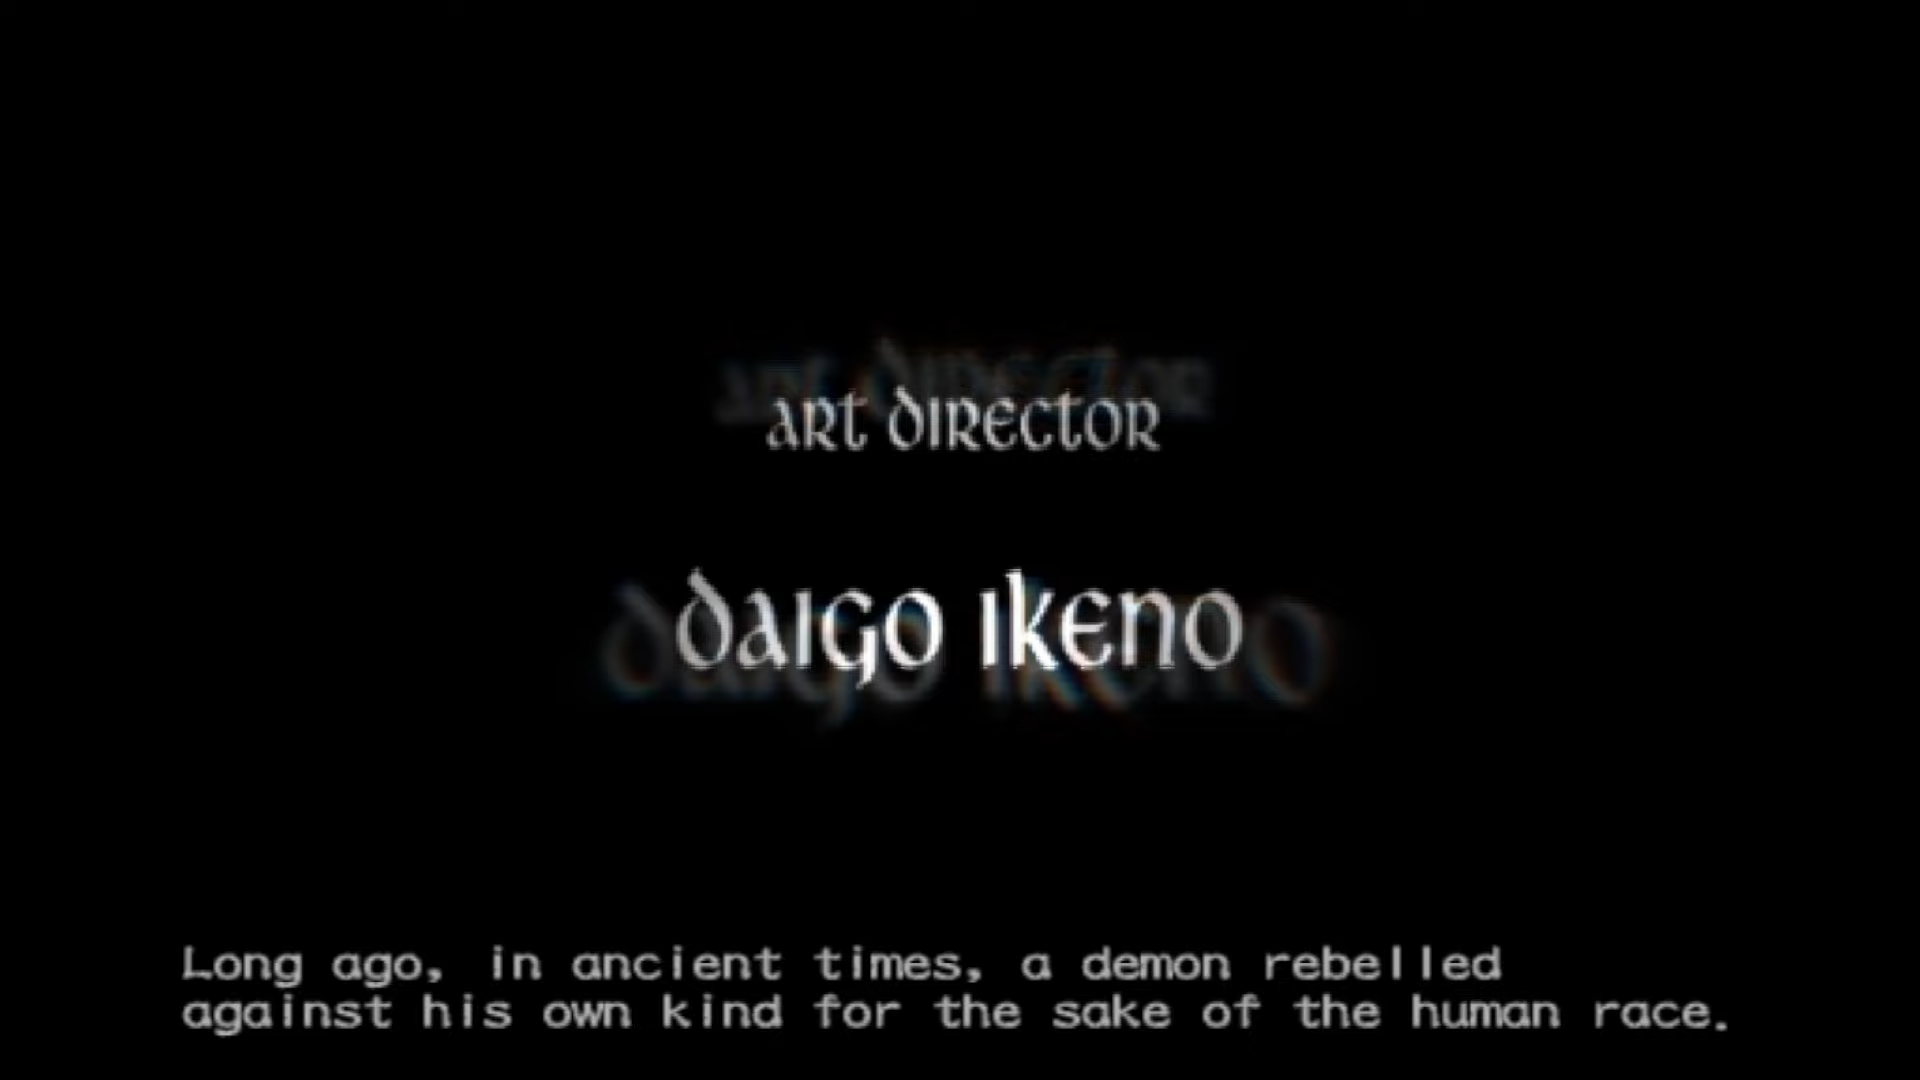 art director
daigo ikeno
Long ago, in ancient times, a demon rebelled
against his own kind for the sake of the human race.